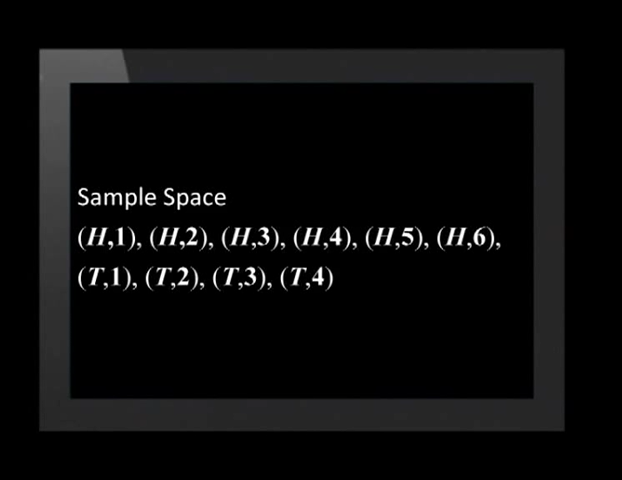 Sample Space
(H,1), (H,2), (H,3), (H,4), (H,5), (H,6),
(T,1), (T,2), (T,3), (T,4)